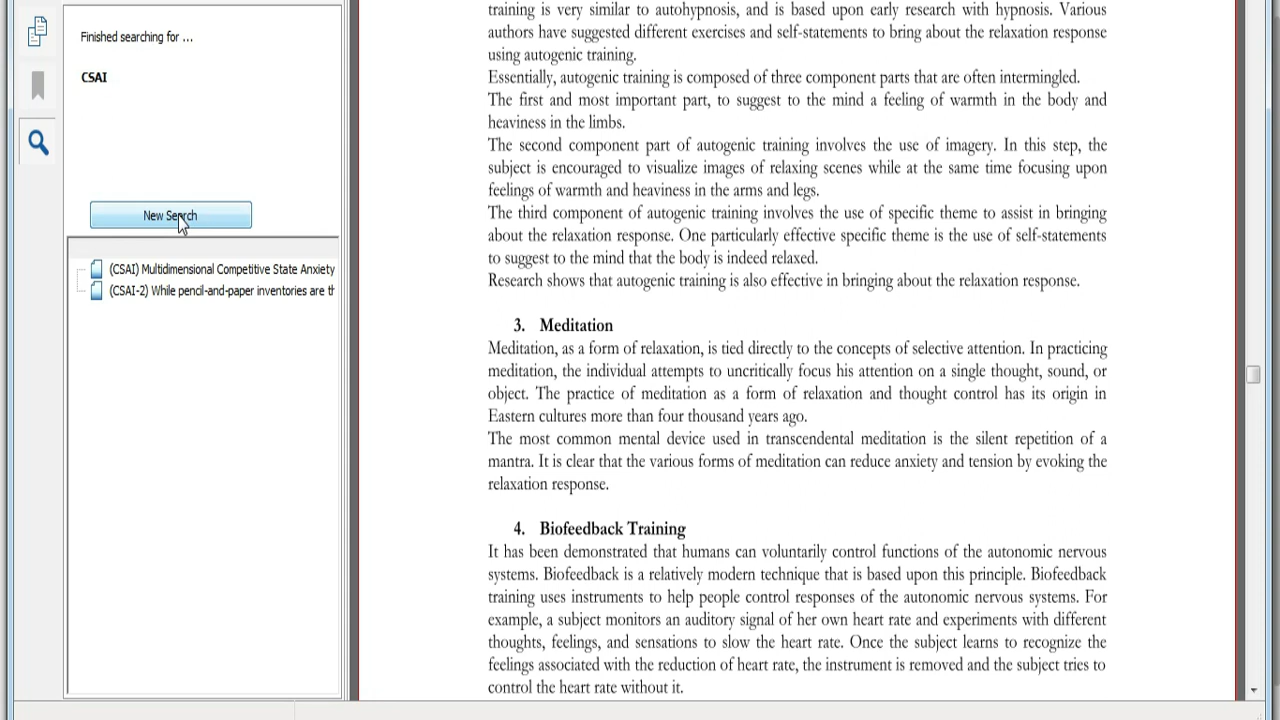 Finished searching for ...
CSAI
New Search
(CSAI) Multidimensional Competitive State Anxiety
(CSAI-2) While pencil-and-paper inventories are th
training is very similar to autohypnosis, and is based upon early research with hypnosis. Various
authors have suggested different exercises and self-statements to bring about the relaxation response
using autogenic training.
Essentially, autogenic training is composed of three component parts that are often intermingled.
The first and most important part, to suggest to the mind a feeling of warmth in the body and
heaviness in the limbs.
The second component part of autogenic training involves the use of imagery. In this step, the
subject is encouraged to visualize images of relaxing scenes while at the same time focusing upon
feelings of warmth and heaviness in the arms and legs.
The third component of autogenic training involves the use of specific theme to assist in bringing
about the relaxation response. One particularly effective specific theme is the use of self-statements
to suggest to the mind that the body is indeed relaxed.
Research shows that autogenic training is also effective in bringing about the relaxation response.
3. Meditation
Meditation, as a form of relaxation, is tied directly to the concepts of selective attention. In practicing
meditation, the individual attempts to uncritically focus his attention on a single thought, sound, or
object. The practice of meditation as a form of relaxation and thought control has its origin in
Eastern cultures more than four thousand years ago.
The most common mental device used in transcendental meditation is the silent repetition of a
mantra. It is clear that the various forms of meditation can reduce anxiety and tension by evoking the
relaxation response.
4. Biofeedback Training
It has been demonstrated that humans can voluntarily control functions of the autonomic nervous
systems. Biofeedback is a relatively modern technique that is based upon this principle. Biofeedback
training uses instruments to help people control responses of the autonomic nervous systems. For
example, a subject monitors an auditory signal of her own heart rate and experiments with different
thoughts, feelings, and sensations to slow the heart rate. Once the subject learns to recognize the
feelings associated with the reduction of heart rate, the instrument is removed and the subject tries to
control the heart rate without it.